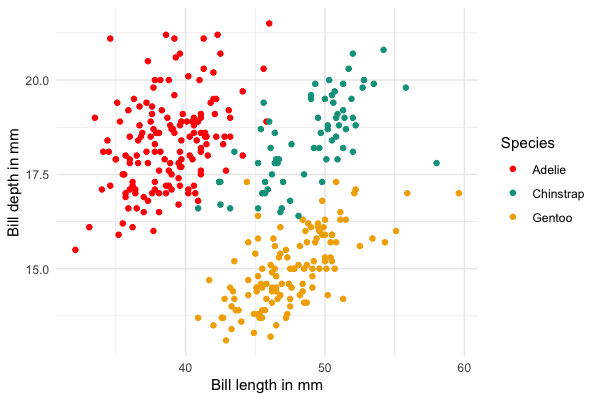 20.0
17.5
15.0
Bill depth in mm
40
50
60
Bill length in mm
Species
Adelie
Chinstrap
Gentoo